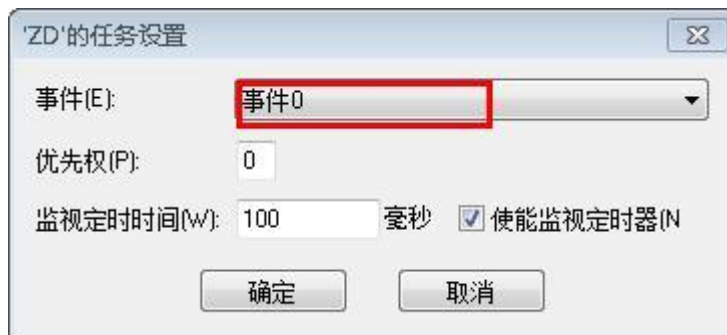 'ZD'的任务设置
事件(E): 事件0
优先权(P): 0
监视定时时间(W): 100 毫秒 使能监视定时器(N
确定 取消